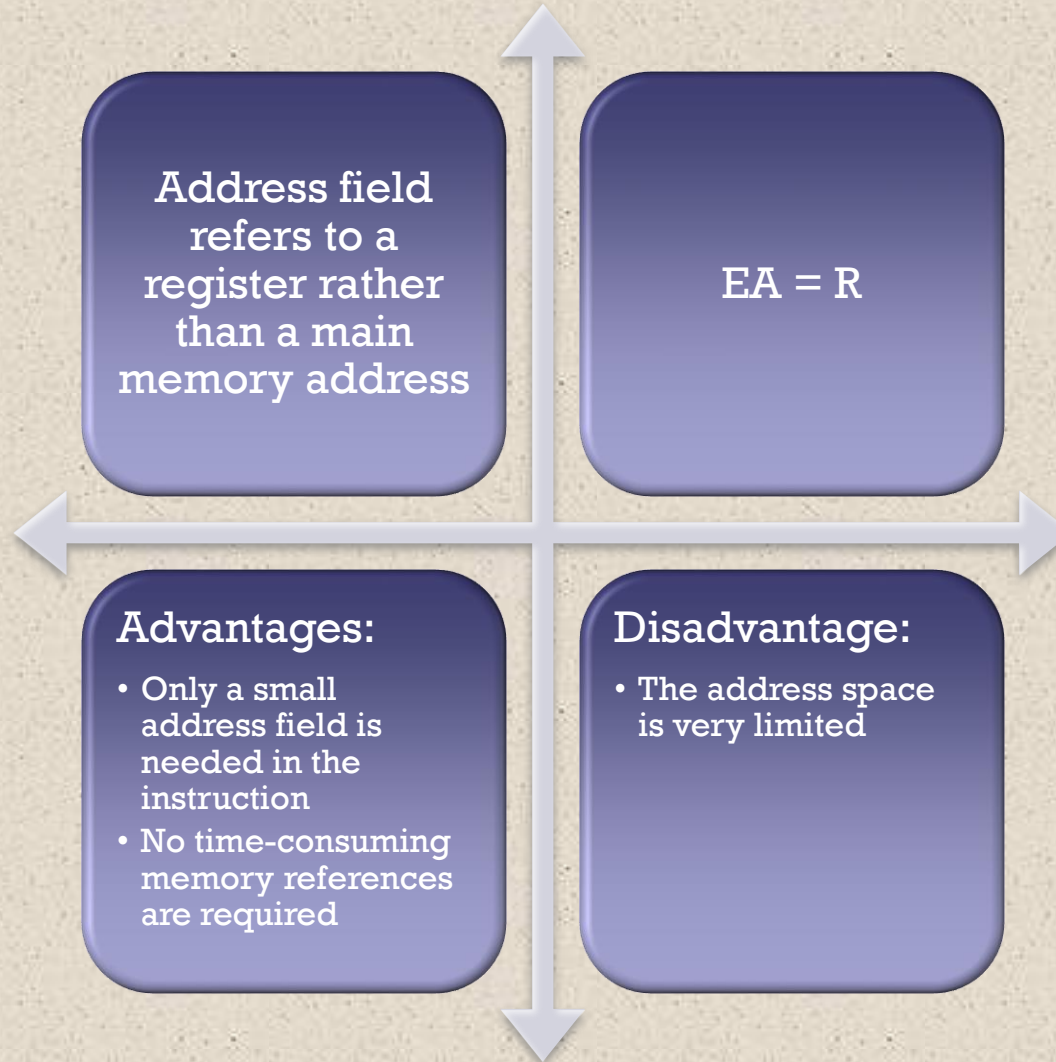 Address field
refers to a
register rather
than a main
memory address
EA = R
Advantages:
• Only a small
address field is
needed in the
instruction
• No time-consuming
memory references
are required
Disadvantage:
• The address space
is very limited